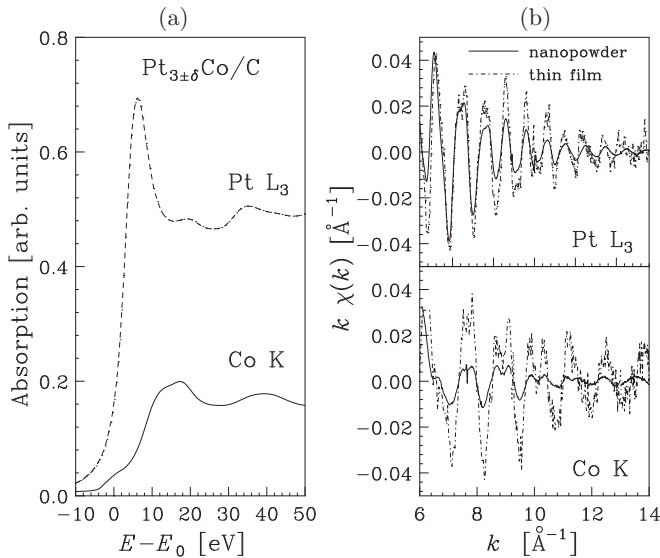 (a)
0.8
0.6
0.4
0.2
0.0
Absorption [arb. units]
Pt3±δCo/C
Pt L3
Co K
−10 0 10 20 30 40 50
E−E0 [eV]
(b)
0.04
0.02
0.00
−0.02
−0.04
nanopowder
thin film
Pt L3
k χ(k) [Å−1]
0.04
0.02
0.00
−0.02
−0.04
Co K
6 8 10 12 14
k [Å−1]